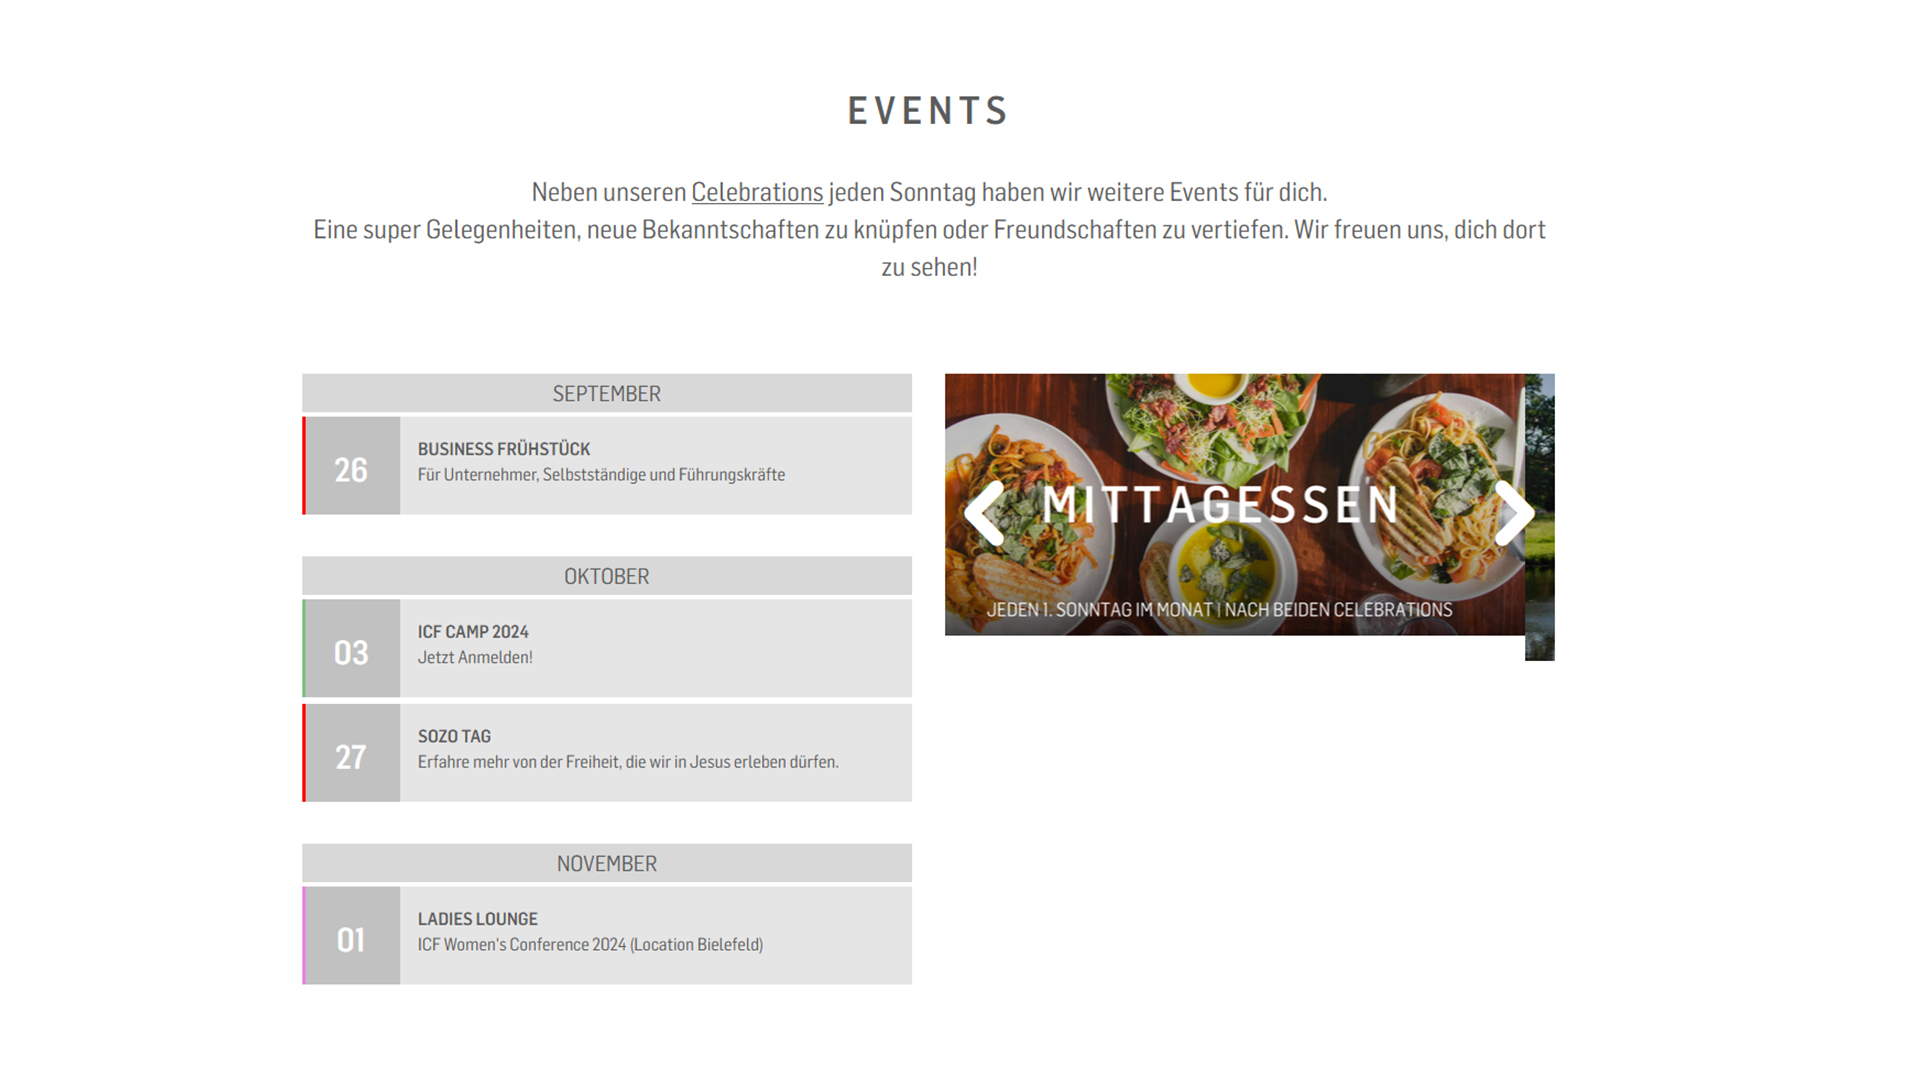 EVENTS
Neben unseren Celebrations jeden Sonntag haben wir weitere Events für dich.
Eine super Gelegenheiten, neue Bekanntschaften zu knüpfen oder Freundschaften zu vertiefen. Wir freuen uns, dich dort
zu sehen!
SEPTEMBER
26
BUSINESS FRÜHSTÜCK
Für Unternehmer, Selbstständige und Führungskräfte
OKTOBER
03
ICF CAMP 2024
Jetzt Anmelden!
27
SOZO TAG
Erfahre mehr von der Freiheit, die wir in Jesus erleben dürfen.
NOVEMBER
01
LADIES LOUNGE
ICF Women's Conference 2024 (Location Bielefeld)
MITTAGESSEN
JEDEN 1. SONNTAG IM MONAT | NACH BEIDEN CELEBRATIONS